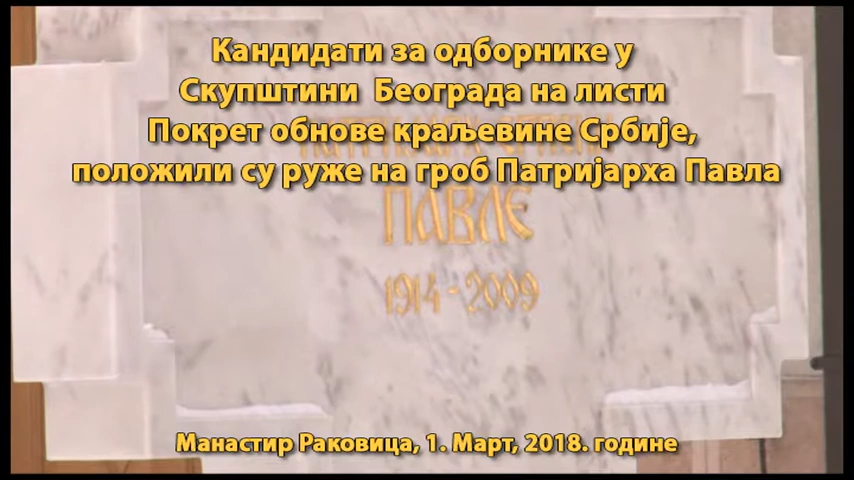 Кандидати за одборнике у
Скупштини Београда на листи
Покрет обнове краљевине Србије,
положили су руже на гроб Патријарха Павла
ПАВЛЕ
1914-2009
Манастир Раковица, 1. Март, 2018. године